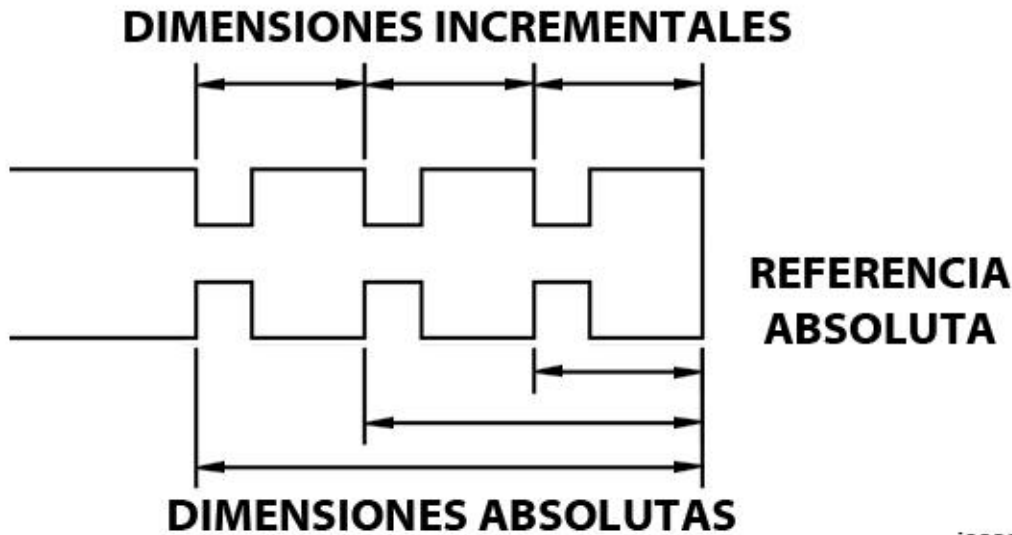 DIMENSIONES INCREMENTALES
REFERENCIA
ABSOLUTA
DIMENSIONES ABSOLUTAS